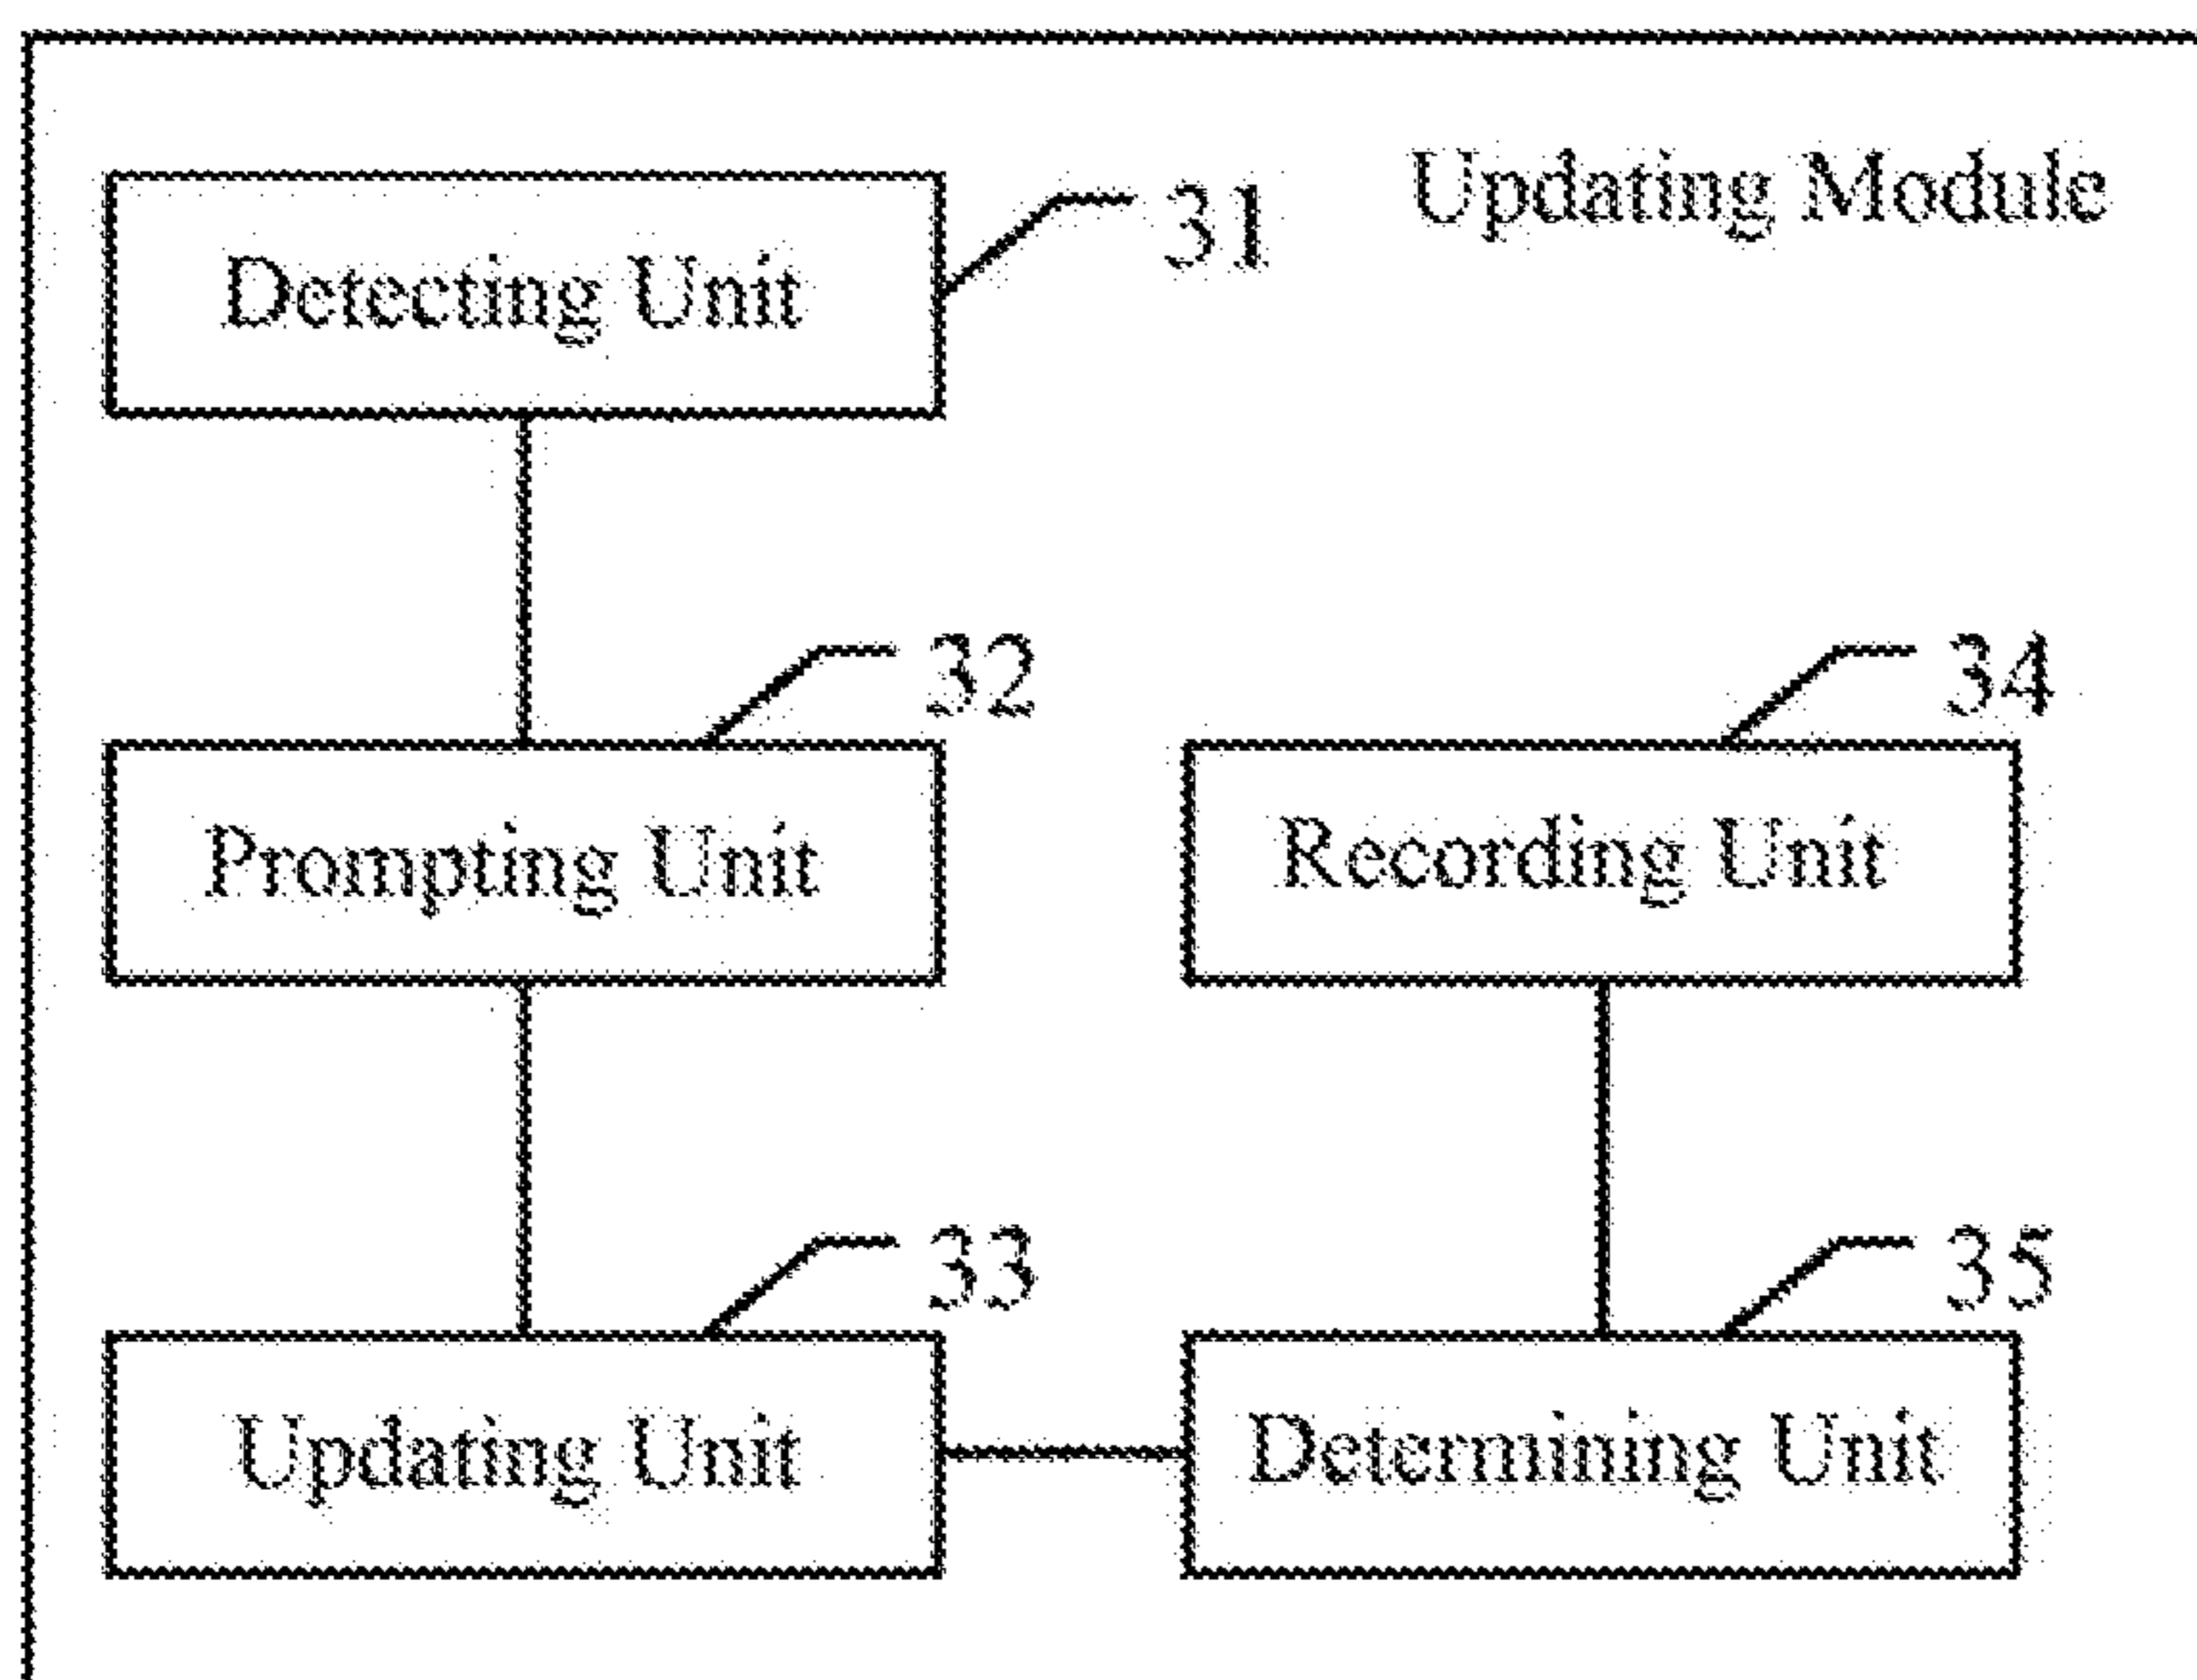 Updating Module
31
Detecting Unit
32
34
Prompting Unit
Recording Unit
33
35
Updating Unit
Determining Unit